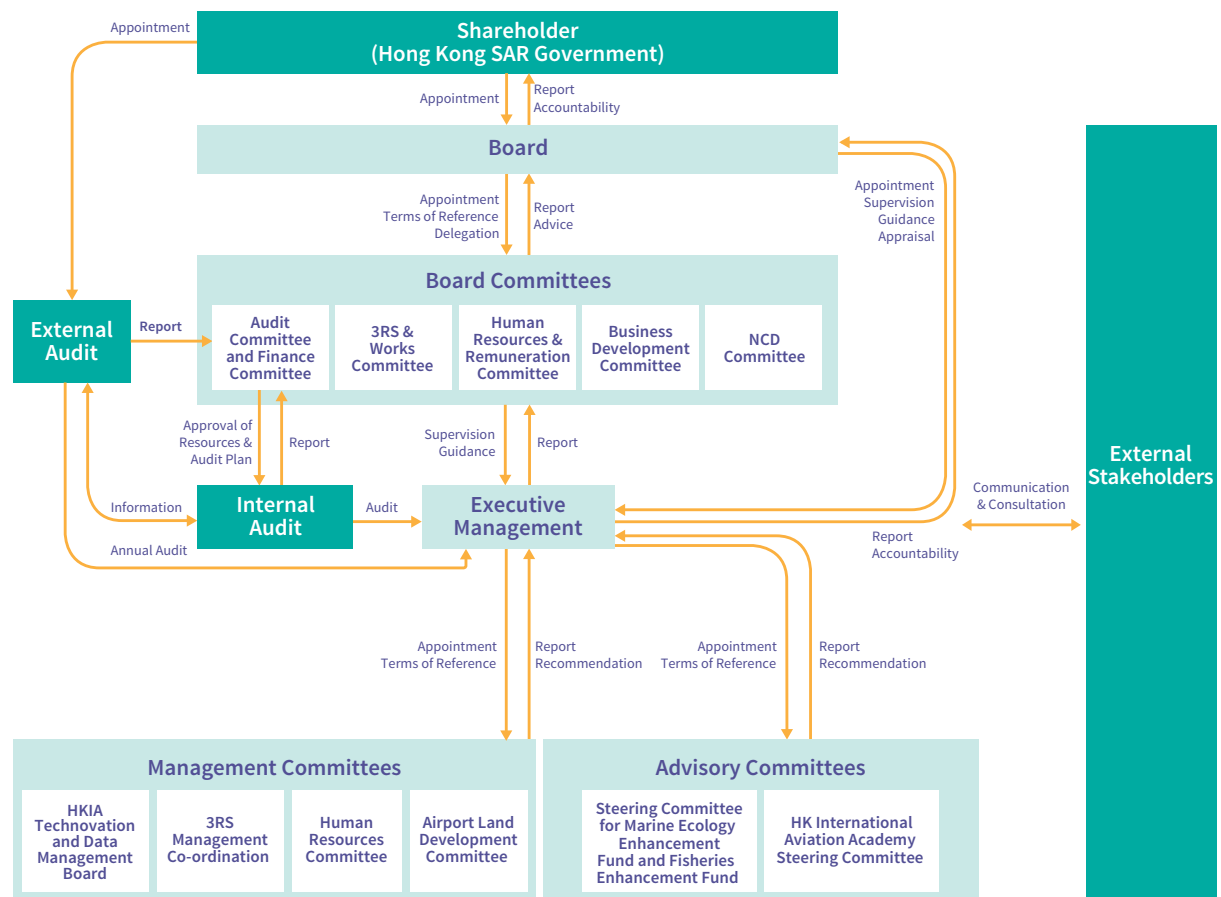 Appointment
Shareholder
(Hong Kong SAR Government)
Appointment
Report
Accountability
Board
Appointment
Terms of Reference
Delegation
Report
Advice
Appointment
Supervision
Guidance
Appraisal
Board Committees
External
Audit
Report
Audit
Committee
and Finance
Committee
3RS &
Works
Committee
Human
Resources &
Remuneration
Committee
Business
Development
Committee
NCD
Committee
Approval of
Resources &
Audit Plan
Report
Supervision
Guidance
Report
External
Stakeholders
Information
Internal
Audit
Audit
Executive
Management
Communication
& Consultation
Annual Audit
Report
Accountability
Appointment
Terms of Reference
Report
Recommendation
Appointment
Terms of Reference
Report
Recommendation
Management Committees
HKIA
Technovation
and Data
Management
Board
3RS
Management
Co-ordination
Human
Resources
Committee
Airport Land
Development
Committee
Advisory Committees
Steering Committee
for Marine Ecology
Enhancement
Fund and Fisheries
Enhancement Fund
HK International
Aviation Academy
Steering Committee